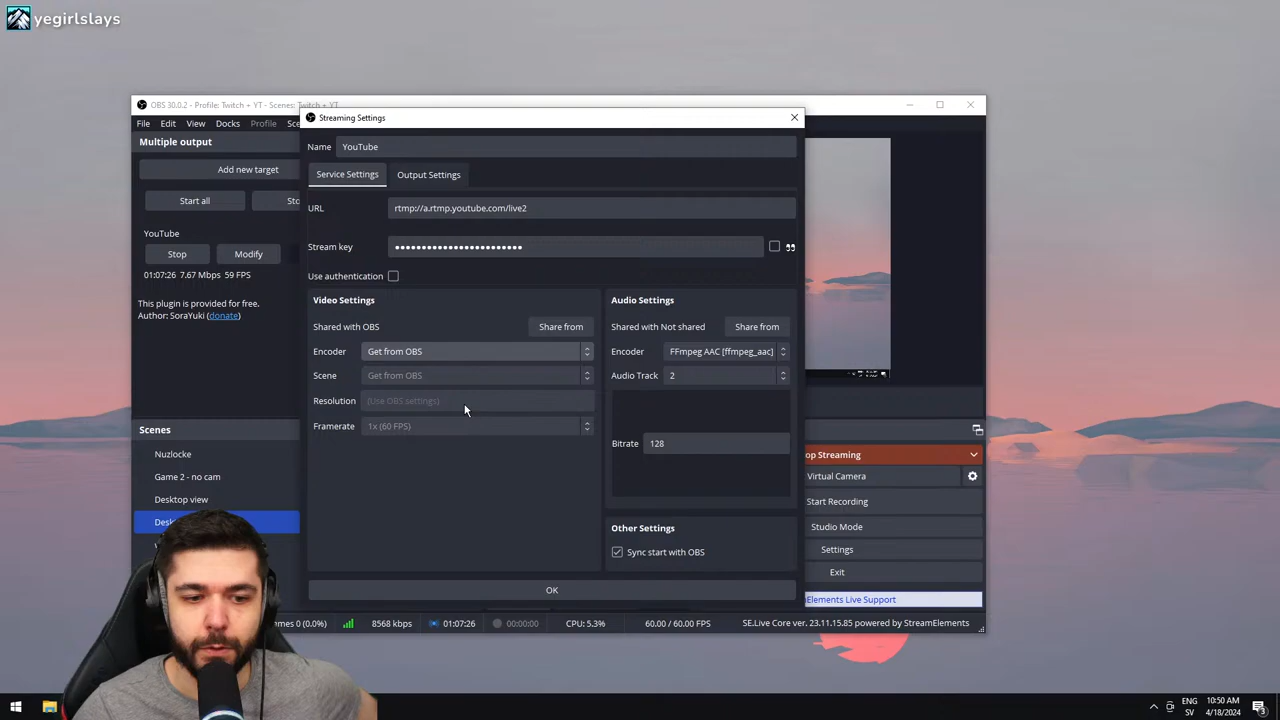 yegirlslays
OBS 30.0.2 - Profile: Twitch + YT - Scenes: Twitch + YT
Streaming Settings
File Edit View Docks Profile Sce
Multiple output
Add new target
Start all Sto
YouTube
Stop Modify
01:07:26 7.67 Mbps 59 FPS
This plugin is provided for free.
Author: SoraYuki (donate)
Name YouTube
Service Settings Output Settings
URL rtmp://a.rtmp.youtube.com/live2
Stream key
Use authentication
Video Settings
Shared with OBS Share from
Encoder Get from OBS
Scene Get from OBS
Resolution (Use OBS settings)
Framerate 1x (60 FPS)
Audio Settings
Shared with Not shared Share from
Encoder FFmpeg AAC [ffmpeg_aac]
Audio Track 2
Bitrate 128
Other Settings
Sync start with OBS
OK
Scenes
Nuzlocke
Game 2 - no cam
Desktop view
Desk
op Streaming
Virtual Camera
Start Recording
Studio Mode
Settings
Exit
Elements Live Support
mes 0 (0.0%) 8568 kbps 01:07:26 00:00:00 CPU: 5.3% 60.00 / 60.00 FPS SE.Live Core ver. 23.11.15.85 powered by StreamElements
ENG
SV
10:50 AM
4/18/2024
3